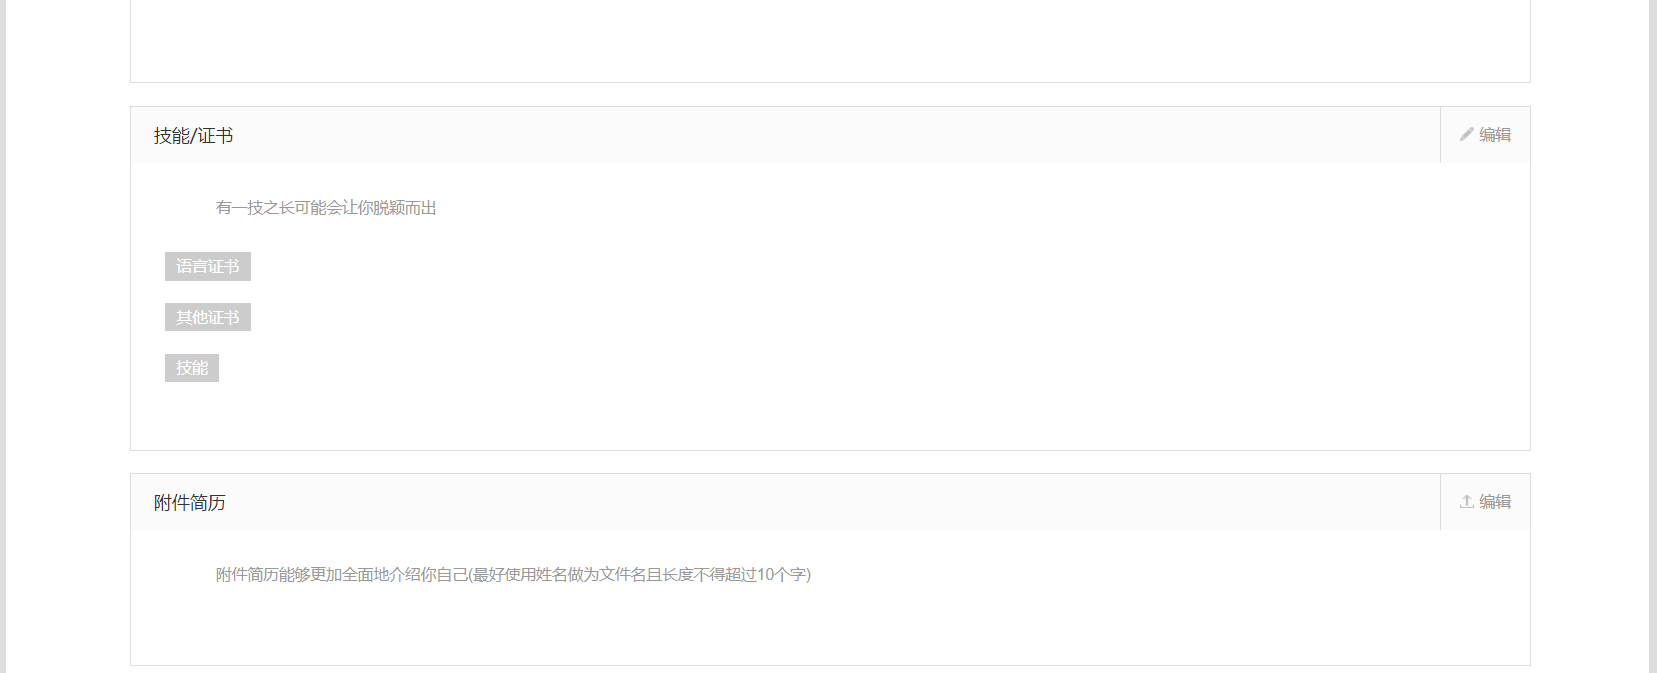 技能/证书
编辑
有一技之长可能会让你脱颖而出
语言证书
其他证书
技能
附件简历
编辑
附件简历能够更加全面地介绍你自己(最好使用姓名做为文件名且长度不得超过10个字)